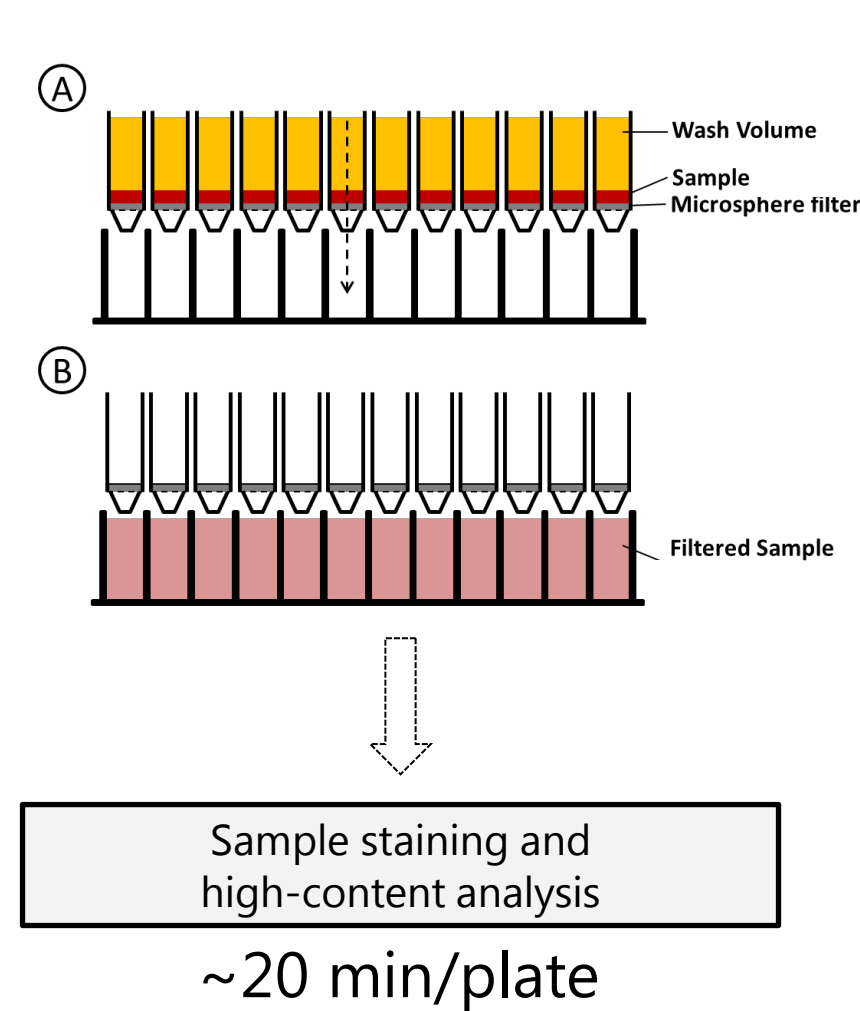 A
Wash Volume
Sample
Microsphere filter
B
Filtered Sample
Sample staining and
high-content analysis
~20 min/plate